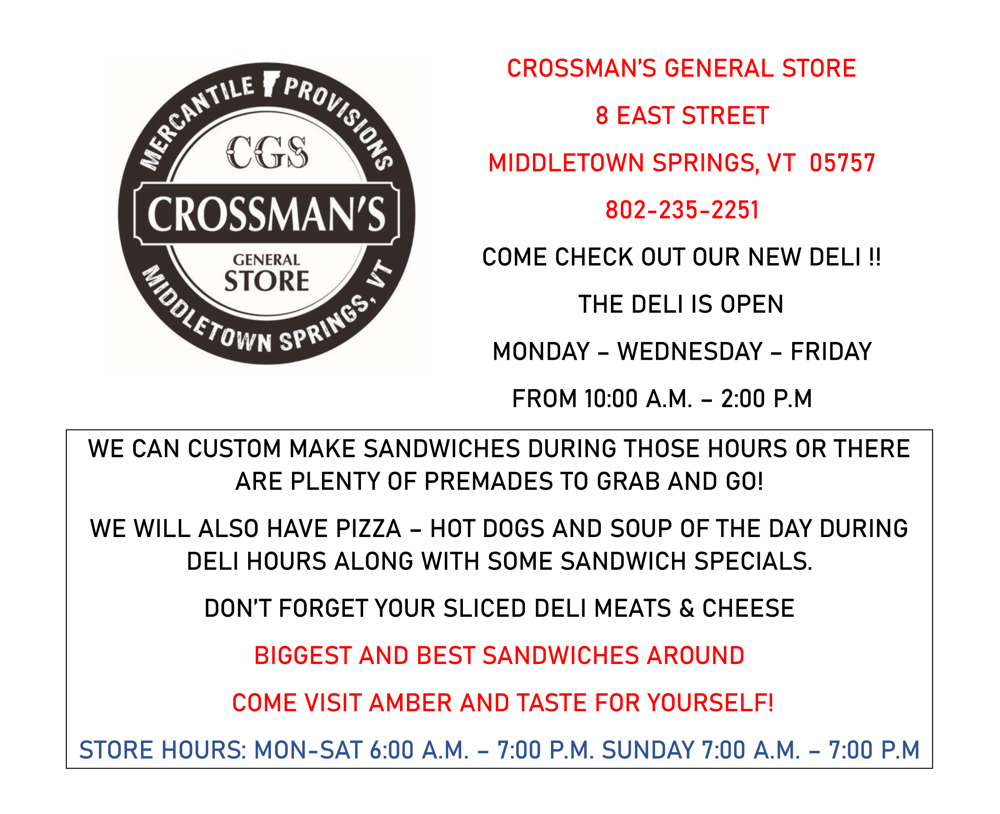 MERCANTILE PROVISIONS
CGS
CROSSMAN'S
GENERAL
STORE
MIDDLETOWN SPRINGS, VT
CROSSMAN'S GENERAL STORE
8 EAST STREET
MIDDLETOWN SPRINGS, VT 05757
802-235-2251
COME CHECK OUT OUR NEW DELI !!
THE DELI IS OPEN
MONDAY – WEDNESDAY – FRIDAY
FROM 10:00 A.M. – 2:00 P.M
WE CAN CUSTOM MAKE SANDWICHES DURING THOSE HOURS OR THERE
ARE PLENTY OF PREMADES TO GRAB AND GO!
WE WILL ALSO HAVE PIZZA – HOT DOGS AND SOUP OF THE DAY DURING
DELI HOURS ALONG WITH SOME SANDWICH SPECIALS.
DON'T FORGET YOUR SLICED DELI MEATS & CHEESE
BIGGEST AND BEST SANDWICHES AROUND
COME VISIT AMBER AND TASTE FOR YOURSELF!
STORE HOURS: MON-SAT 6:00 A.M. – 7:00 P.M. SUNDAY 7:00 A.M. – 7:00 P.M